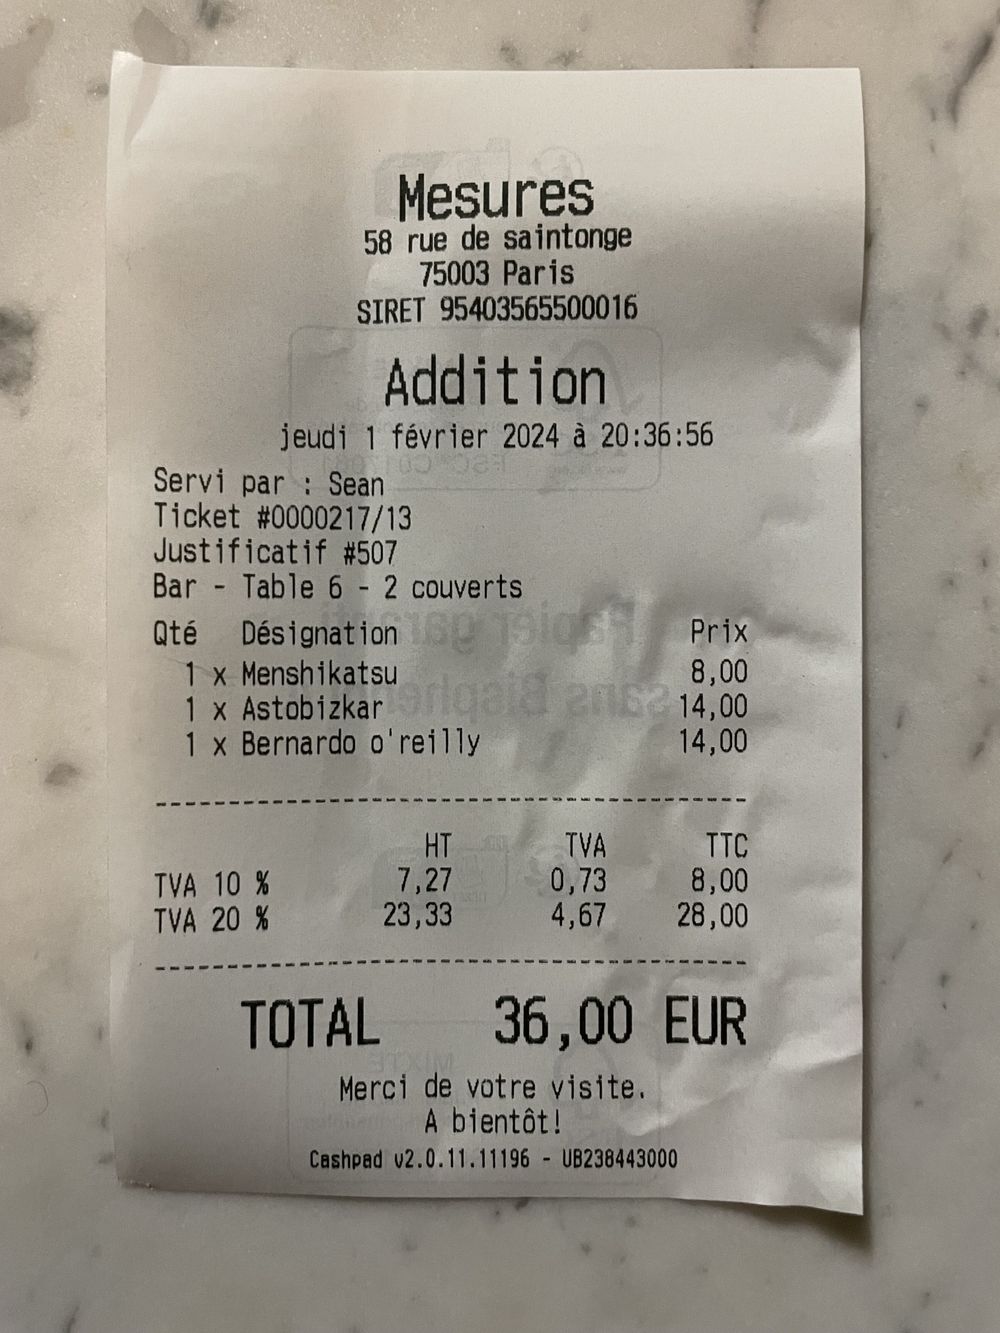 Mesures
58 rue de saintonge
75003 Paris
SIRET 95403565500016
Addition
jeudi 1 février 2024 à 20:36:56
Servi par : Sean
Ticket #0000217/13
Justificatif #507
Bar - Table 6 - 2 couverts
Qté Désignation Prix
1 x Menshikatsu 8,00
1 x Astobizkar 14,00
1 x Bernardo o'reilly 14,00
HT TVA TTC
TVA 10 % 7,27 0,73 8,00
TVA 20 % 23,33 4,67 28,00
TOTAL 36,00 EUR
Merci de votre visite.
A bientôt!
Cashpad v2.0.11.11196 - UB238443000